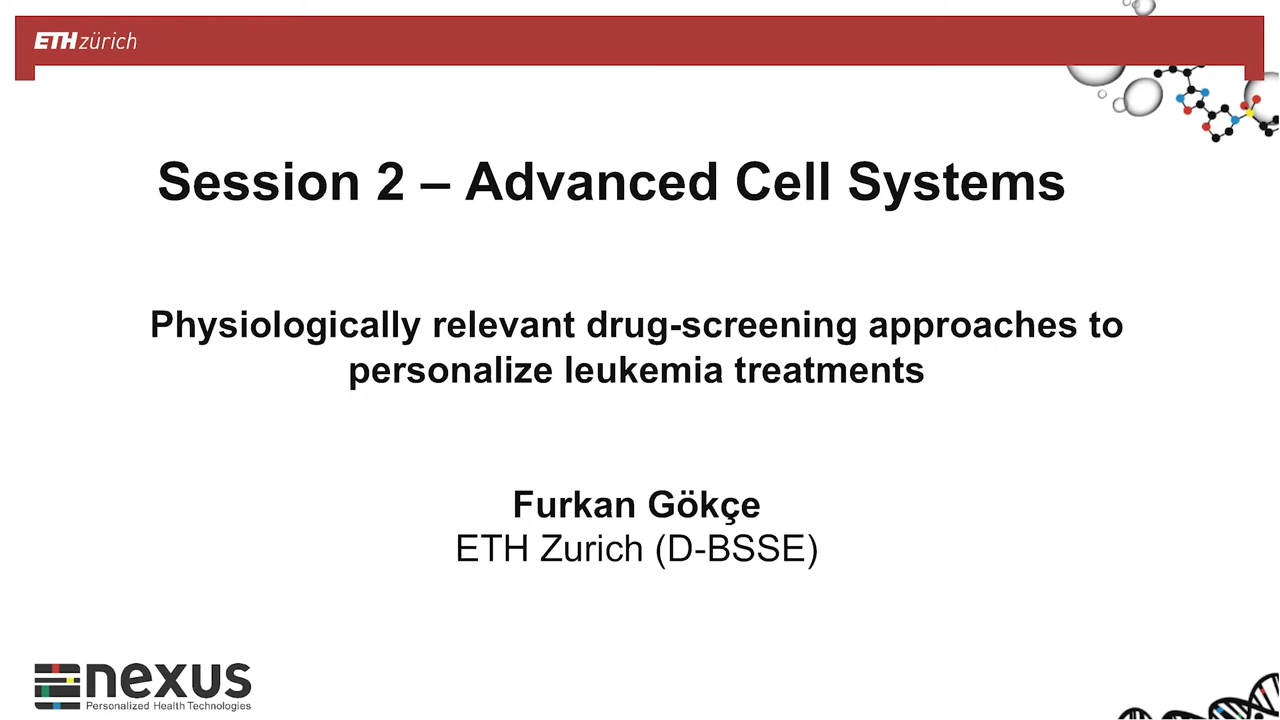 ETH zürich
Session 2 – Advanced Cell Systems
Physiologically relevant drug-screening approaches to
personalize leukemia treatments
Furkan Gökçe
ETH Zurich (D-BSSE)
nexus
Personalized Health Technologies